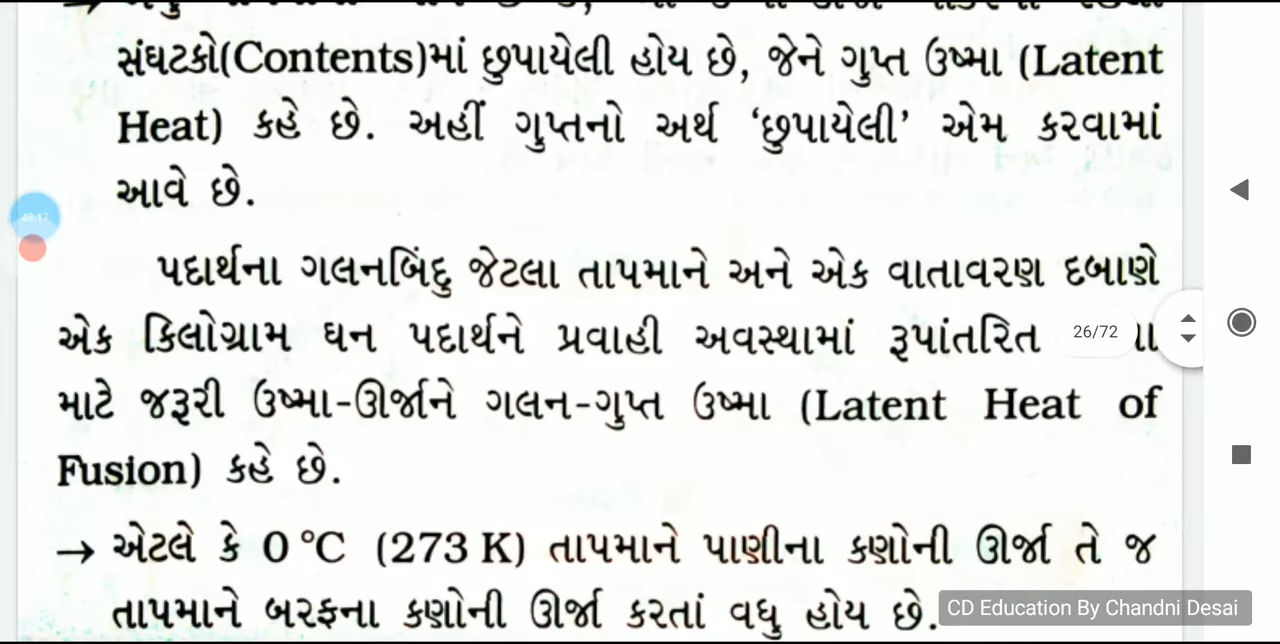 સંઘટકો(Contents)માં છુપાયેલી હોય છે, જેને ગુપ્ત ઉષ્મા (Latent
Heat) કહે છે. અહીં ગુપ્તનો અર્થ ‘છુપાયેલી’ એમ કરવામાં
આવે છે.
48:17
પદાર્થના ગલનબિંદુ જેટલા તાપમાને અને એક વાતાવરણ દબાણે
એક કિલોગ્રામ ઘન પદાર્થને પ્રવાહી અવસ્થામાં રૂપાંતરિત
26/72
માટે જરૂરી ઉષ્મા-ઊર્જાને ગલન-ગુપ્ત ઉષ્મા (Latent Heat of
Fusion) કહે છે.
→ એટલે કે 0 °C (273 K) તાપમાને પાણીના કણોની ઊર્જા તે જ
તાપમાને બરફના કણોની ઊર્જા કરતાં વધુ હોય છે.
CD Education By Chandni Desai